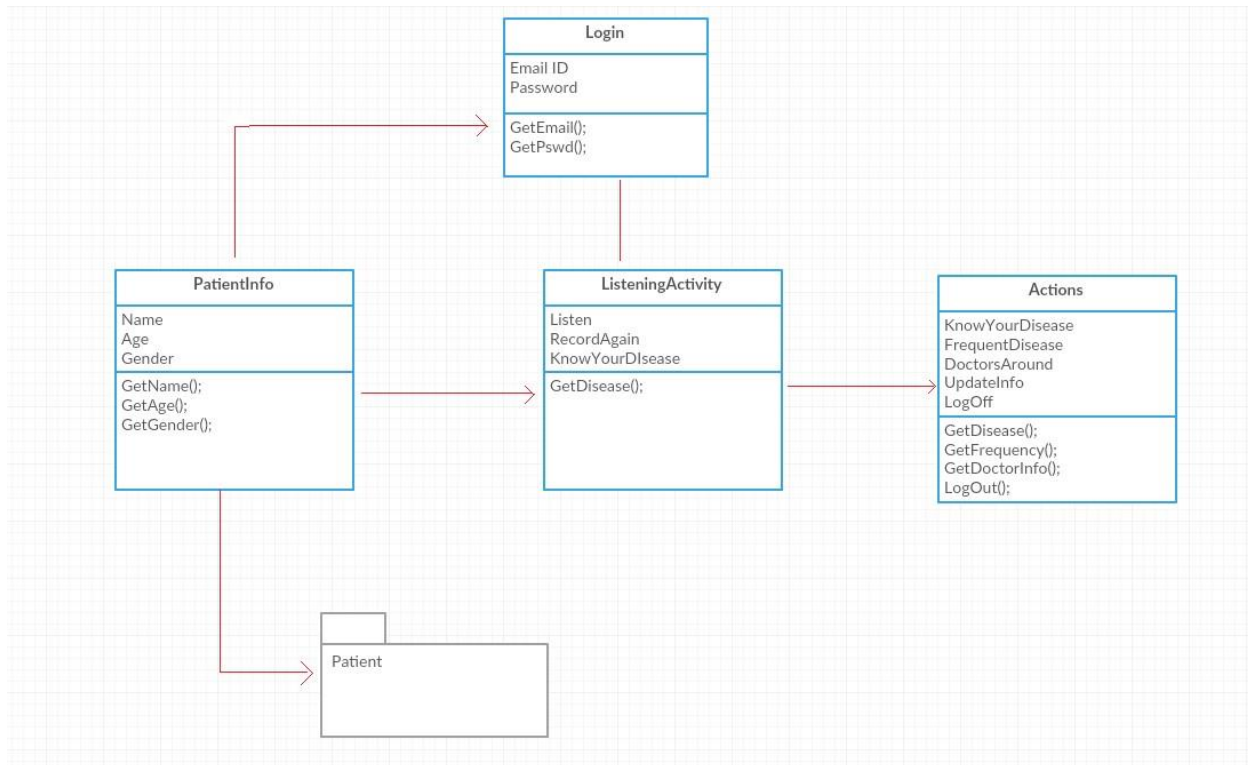 Login
Email ID
Password
GetEmail();
GetPswd();
PatientInfo
Name
Age
Gender
GetName();
GetAge();
GetGender();
ListeningActivity
Listen
RecordAgain
KnowYourDIsease
GetDisease();
Actions
KnowYourDisease
FrequentDisease
DoctorsAround
UpdateInfo
LogOff
GetDisease();
GetFrequency();
GetDoctorInfo();
LogOut();
Patient